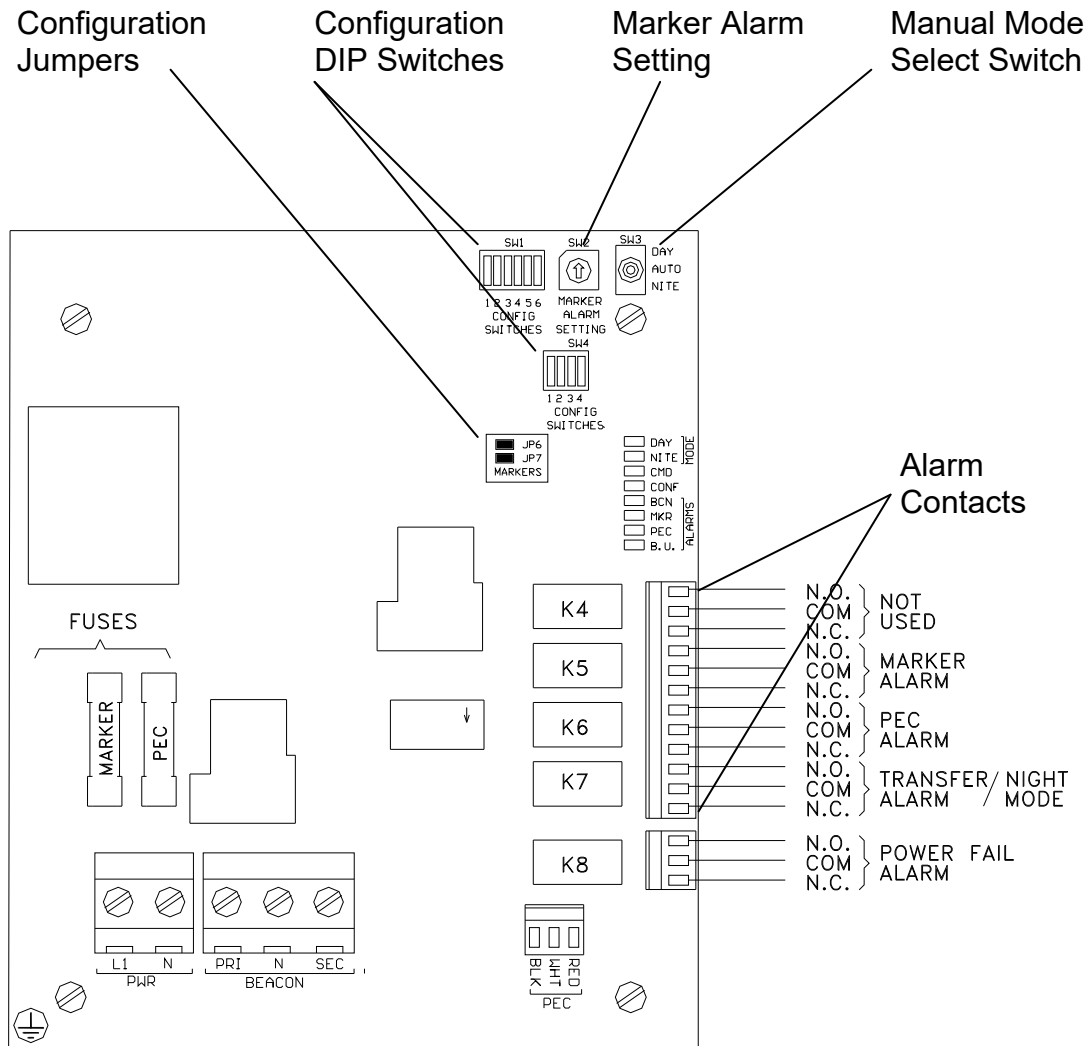 Configuration
Jumpers
Configuration
DIP Switches
Marker Alarm
Setting
Manual Mode
Select Switch
SW1
1 2 3 4 5 6
CONFIG
SWITCHES
SW2
MARKER
ALARM
SETTING
SW3
DAY
AUTO
NITE
SW4
1 2 3 4
CONFIG
SWITCHES
JP6
JP7
MARKERS
DAY
NITE
MODE
CMD
CONF
BCN
MKR
PEC
B.U.
ALARMS
Alarm
Contacts
FUSES
MARKER
PEC
K4
K5
K6
K7
K8
N.O.
COM
N.C.
NOT
USED
N.O.
COM
N.C.
MARKER
ALARM
N.O.
COM
N.C.
PEC
ALARM
N.O.
COM
N.C.
TRANSFER/NIGHT
ALARM / MODE
N.O.
COM
N.C.
POWER FAIL
ALARM
L1 N
PWR
PRI N SEC
BEACON
BLK
WHT
RED
PEC